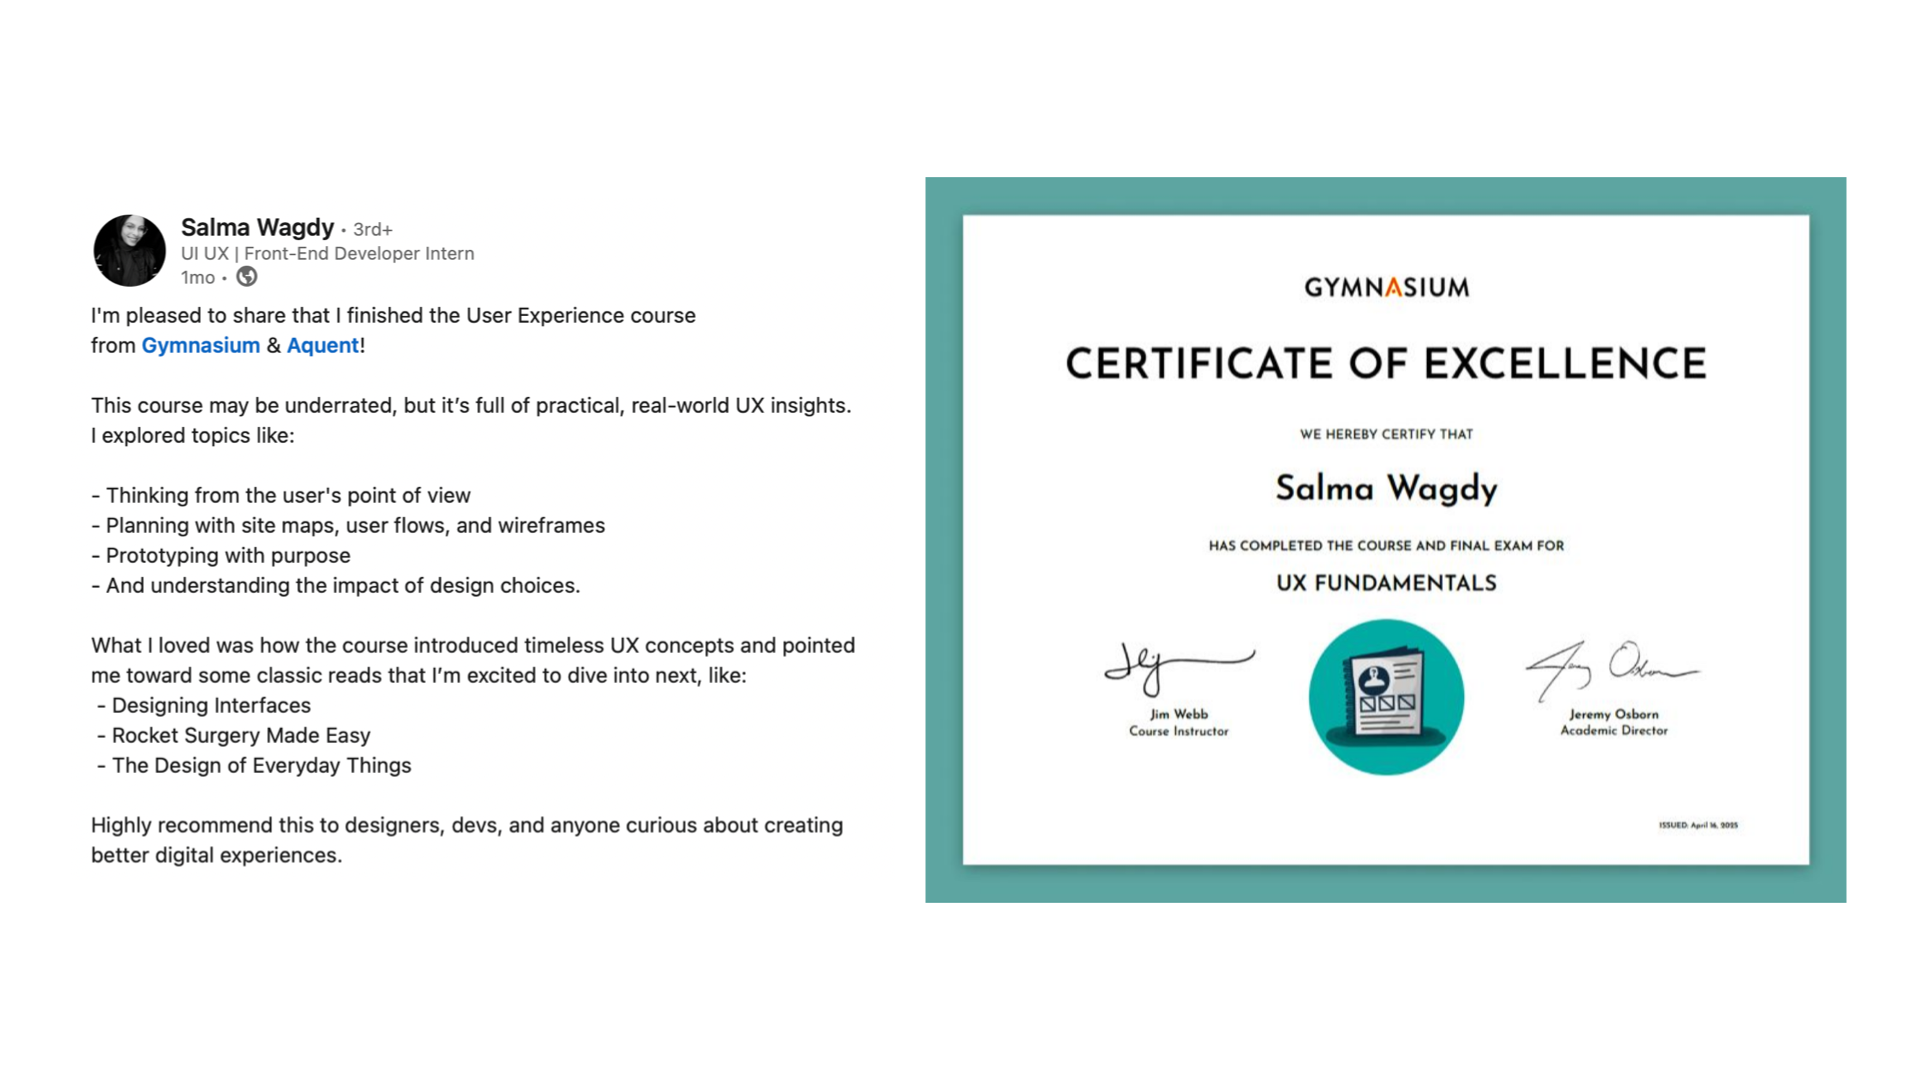 Salma Wagdy • 3rd+
UI UX | Front-End Developer Intern
1mo •
I'm pleased to share that I finished the User Experience course
from Gymnasium & Aquent!
This course may be underrated, but it’s full of practical, real-world UX insights.
I explored topics like:
- Thinking from the user's point of view
- Planning with site maps, user flows, and wireframes
- Prototyping with purpose
- And understanding the impact of design choices.
What I loved was how the course introduced timeless UX concepts and pointed
me toward some classic reads that I’m excited to dive into next, like:
- Designing Interfaces
- Rocket Surgery Made Easy
- The Design of Everyday Things
Highly recommend this to designers, devs, and anyone curious about creating
better digital experiences.
GYMNASIUM
CERTIFICATE OF EXCELLENCE
WE HEREBY CERTIFY THAT
Salma Wagdy
HAS COMPLETED THE COURSE AND FINAL EXAM FOR
UX FUNDAMENTALS
Jim Webb
Course Instructor
Jeremy Osborn
Academic Director
ISSUED: April 16, 2025